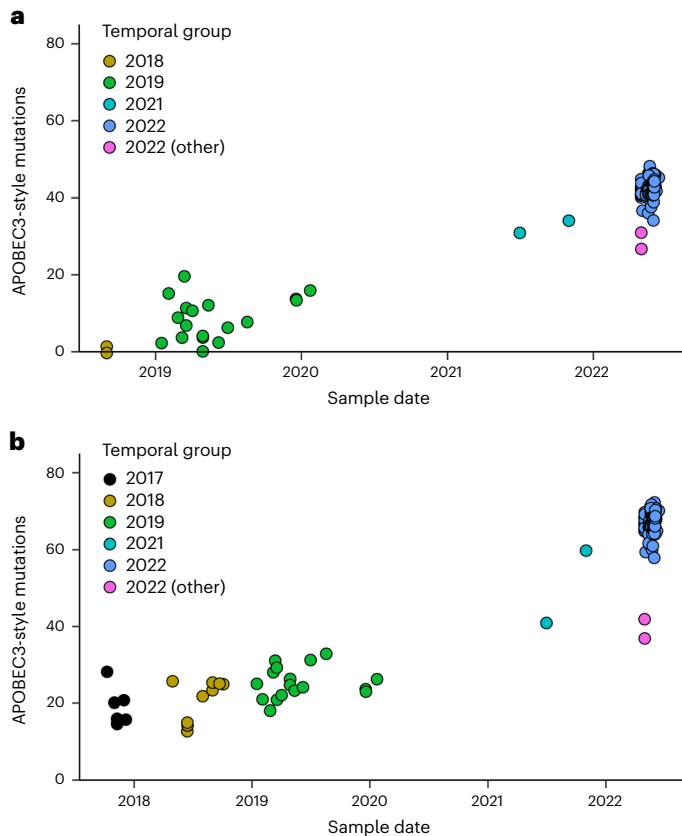 a
APOBEC3-style mutations
80
60
40
20
0
Temporal group
2018
2019
2021
2022
2022 (other)
2019
2020
2021
2022
Sample date
b
APOBEC3-style mutations
80
60
40
20
0
Temporal group
2017
2018
2019
2021
2022
2022 (other)
2018
2019
2020
2021
2022
Sample date